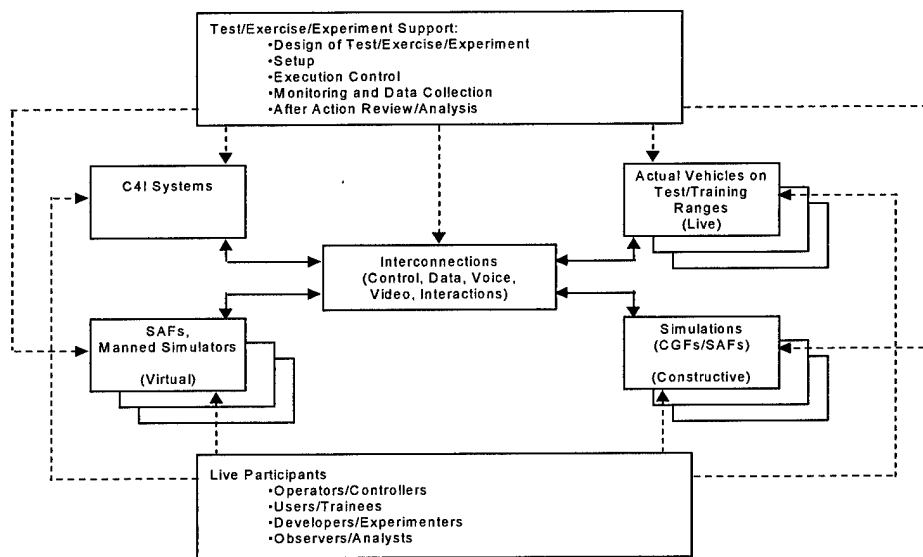 Test/Exercise/Experiment Support:
•Design of Test/Exercise/Experiment
•Setup
•Execution Control
•Monitoring and Data Collection
•After Action Review/Analysis
C4I Systems
Actual Vehicles on
Test/Training
Ranges
(Live)
Interconnections
(Control, Data, Voice,
Video, Interactions)
SAFs,
Manned Simulators
(Virtual)
Simulations
(CGFs/SAFs)
(Constructive)
Live Participants
•Operators/Controllers
•Users/Trainees
•Developers/Experimenters
•Observers/Analysts